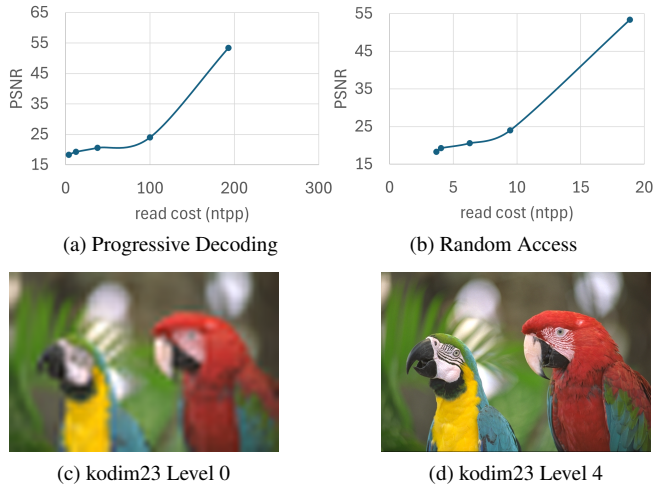 65
55
45
35
25
15
PSNR
0
100
200
300
read cost (ntpp)
(a) Progressive Decoding
55
45
35
25
15
PSNR
0
5
10
15
20
read cost (ntpp)
(b) Random Access
(c) kodim23 Level 0
(d) kodim23 Level 4